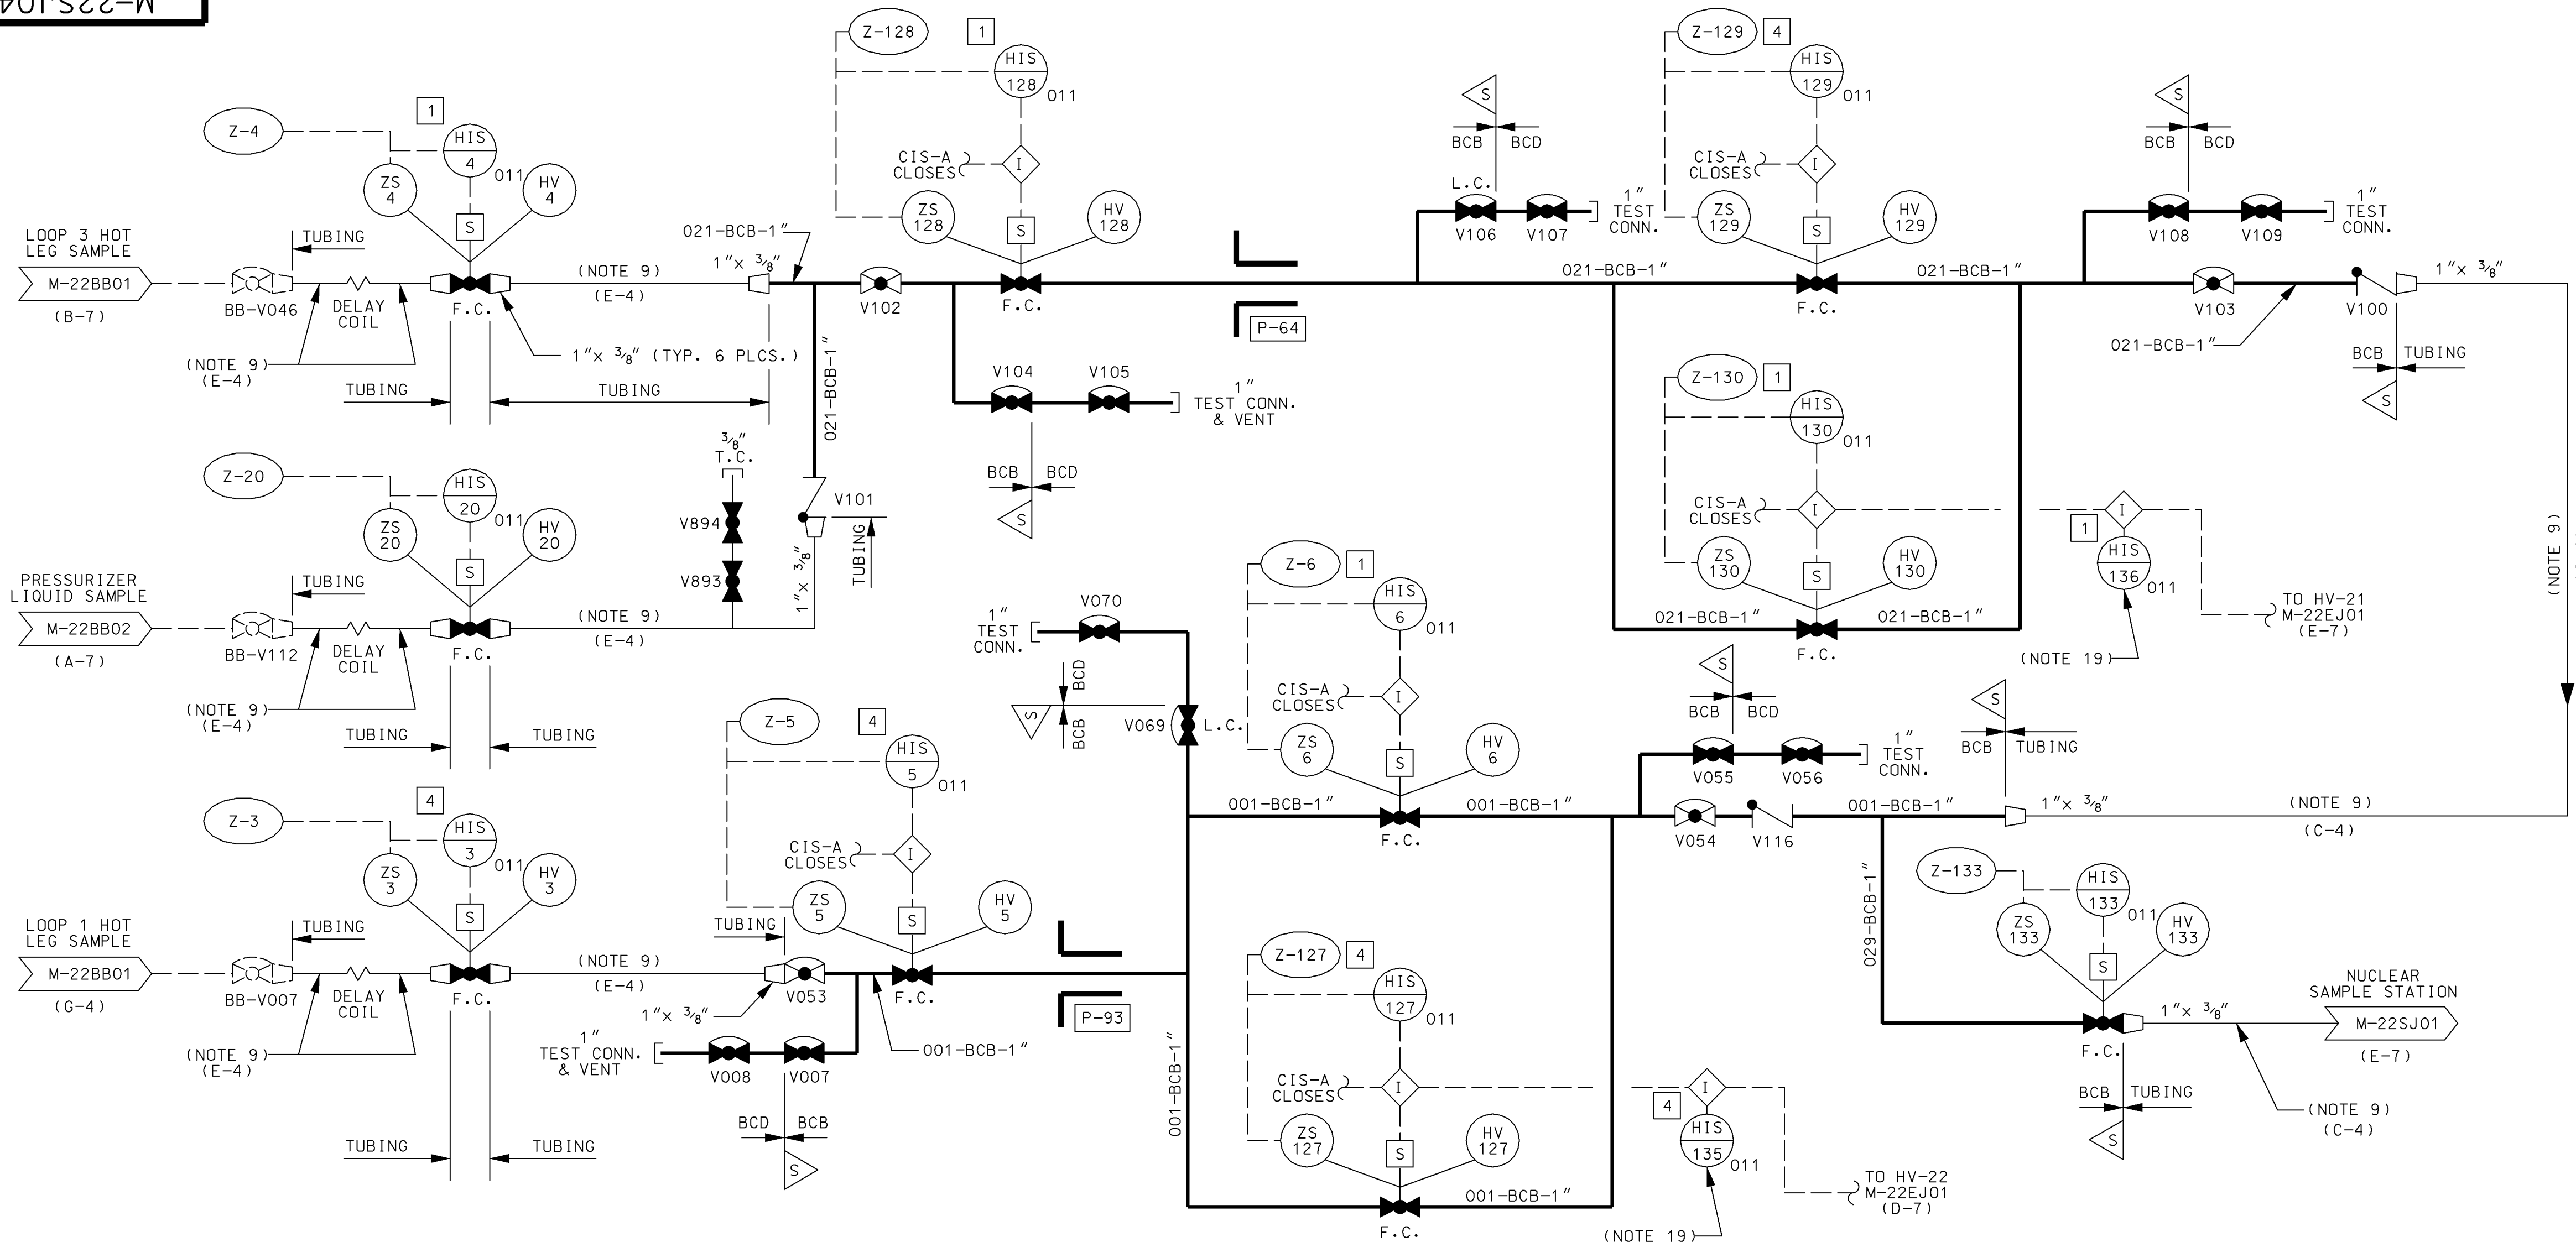 M-22SJ04
Z-128
1
HIS
128
011
CIS-A
CLOSES
I
ZS
128
S
HV
128
F.C.
Z-129
4
HIS
129
011
CIS-A
CLOSES
I
ZS
129
S
HV
129
F.C.
Z-4
1
HIS
4
011
ZS
4
HV
4
S
LOOP 3 HOT
LEG SAMPLE
M-22BB01
(B-7)
TUBING
BB-V046
DELAY
COIL
F.C.
(NOTE 9)
(E-4)
(NOTE 9)
(E-4)
1"x 3/8" (TYP. 6 PLCS.)
TUBING
TUBING
021-BCB-1"
1"x 3/8"
V102
021-BCB-1"
V104
V105
1"
TEST CONN.
& VENT
BCB
BCD
S
P-64
S
BCB
BCD
L.C.
V106
V107
1"
TEST
CONN.
021-BCB-1"
021-BCB-1"
S
BCB
BCD
V108
V109
1"
TEST
CONN.
V103
021-BCB-1"
V100
1"x 3/8"
BCB
TUBING
S
(NOTE 9)
Z-130
1
HIS
130
011
CIS-A
CLOSES
I
ZS
130
S
HV
130
021-BCB-1"
021-BCB-1"
F.C.
I
1
HIS
136
011
(NOTE 19)
TO HV-21
M-22EJ01
(E-7)
Z-20
HIS
20
011
ZS
20
HV
20
S
PRESSURIZER
LIQUID SAMPLE
M-22BB02
(A-7)
TUBING
BB-V112
DELAY
COIL
F.C.
(NOTE 9)
(E-4)
(NOTE 9)
(E-4)
TUBING
TUBING
3/8"
T.C.
V894
V893
V101
1"x 3/8"
TUBING
1"
TEST
CONN.
V070
BCD
BCB
S
V069
L.C.
Z-6
1
HIS
6
011
CIS-A
CLOSES
I
ZS
6
S
HV
6
001-BCB-1"
001-BCB-1"
F.C.
S
BCB
BCD
V055
V056
1"
TEST
CONN.
V054
V116
001-BCB-1"
S
BCB
TUBING
1"x 3/8"
(NOTE 9)
(C-4)
Z-3
4
HIS
3
011
ZS
3
HV
3
S
LOOP 1 HOT
LEG SAMPLE
M-22BB01
(G-4)
TUBING
BB-V007
DELAY
COIL
F.C.
(NOTE 9)
(E-4)
(NOTE 9)
(E-4)
TUBING
TUBING
Z-5
4
HIS
5
011
CIS-A
CLOSES
I
ZS
5
S
HV
5
TUBING
V053
F.C.
1"x 3/8"
1"
TEST CONN.
& VENT
V008
V007
001-BCB-1"
BCD
BCB
S
P-93
001-BCB-1"
Z-127
4
HIS
127
011
CIS-A
CLOSES
I
ZS
127
S
HV
127
001-BCB-1"
F.C.
I
4
HIS
135
011
(NOTE 19)
TO HV-22
M-22EJ01
(D-7)
029-BCB-1"
Z-133
HIS
133
011
ZS
133
HV
133
S
F.C.
1"x 3/8"
NUCLEAR
SAMPLE STATION
M-22SJ01
(E-7)
BCB
TUBING
S
(NOTE 9)
(C-4)